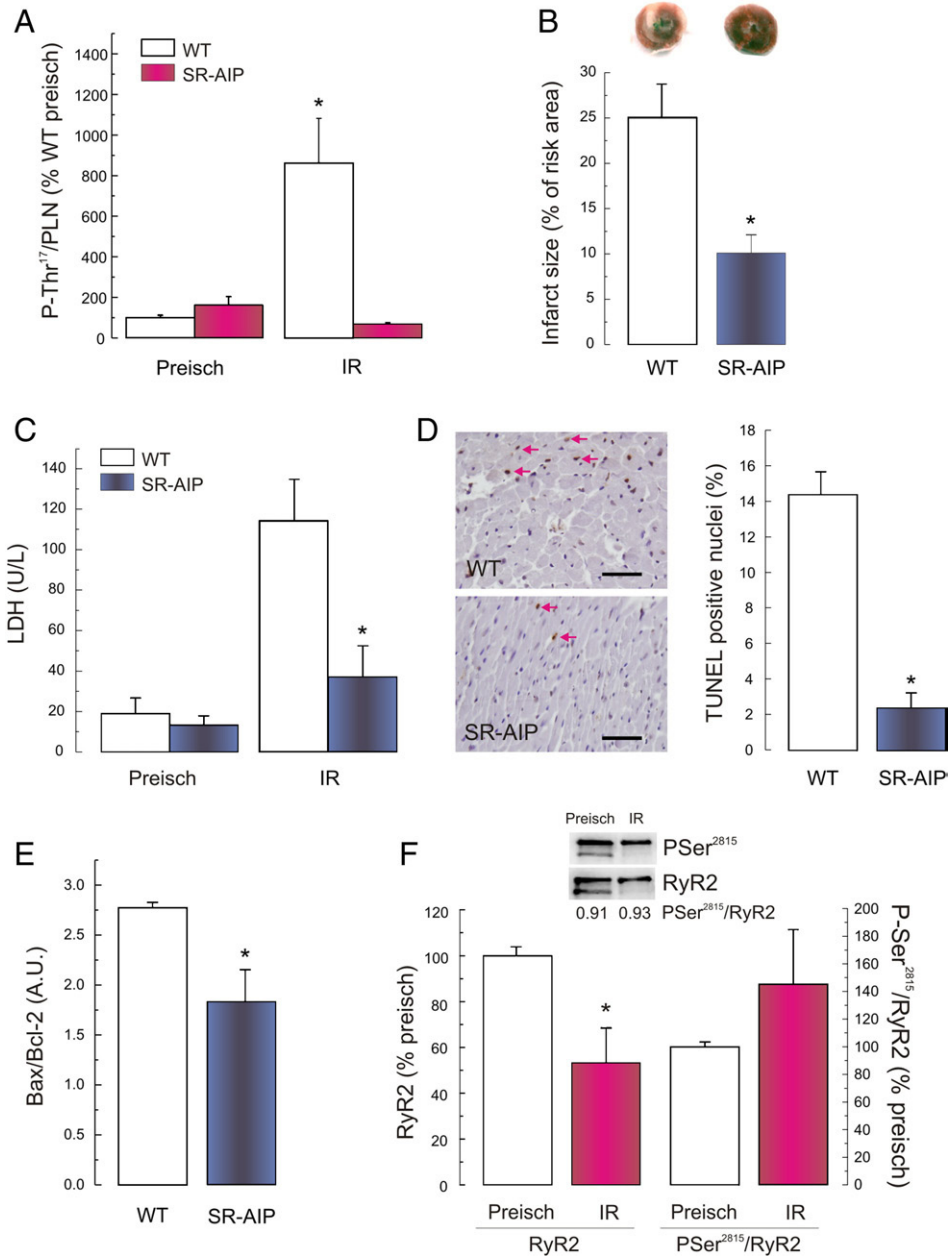 A
WT
SR-AIP
P-Thr¹⁷/PLN (% WT preisch)
1400
1200
1000
800
600
400
200
0
*
Preisch
IR
B
Infarct size (% of risk area)
30
25
20
15
10
5
0
*
WT
SR-AIP
C
WT
SR-AIP
LDH (U/L)
140
120
100
80
60
40
20
0
*
Preisch
IR
D
WT
SR-AIP
TUNEL positive nuclei (%)
16
14
12
10
8
6
4
2
0
*
WT
SR-AIP
E
Bax/Bcl-2 (A.U.)
3.0
2.5
2.0
1.5
1.0
0.5
0.0
*
WT
SR-AIP
F
Preisch IR
PSer²⁸¹⁵
RyR2
0.91 0.93 PSer²⁸¹⁵/RyR2
RyR2 (% preisch)
120
100
80
60
40
20
0
*
200
180
160
140
120
100
80
60
40
20
0
P-Ser²⁸¹⁵/RyR2 (% preisch)
Preisch IR Preisch IR
RyR2 PSer²⁸¹⁵/RyR2